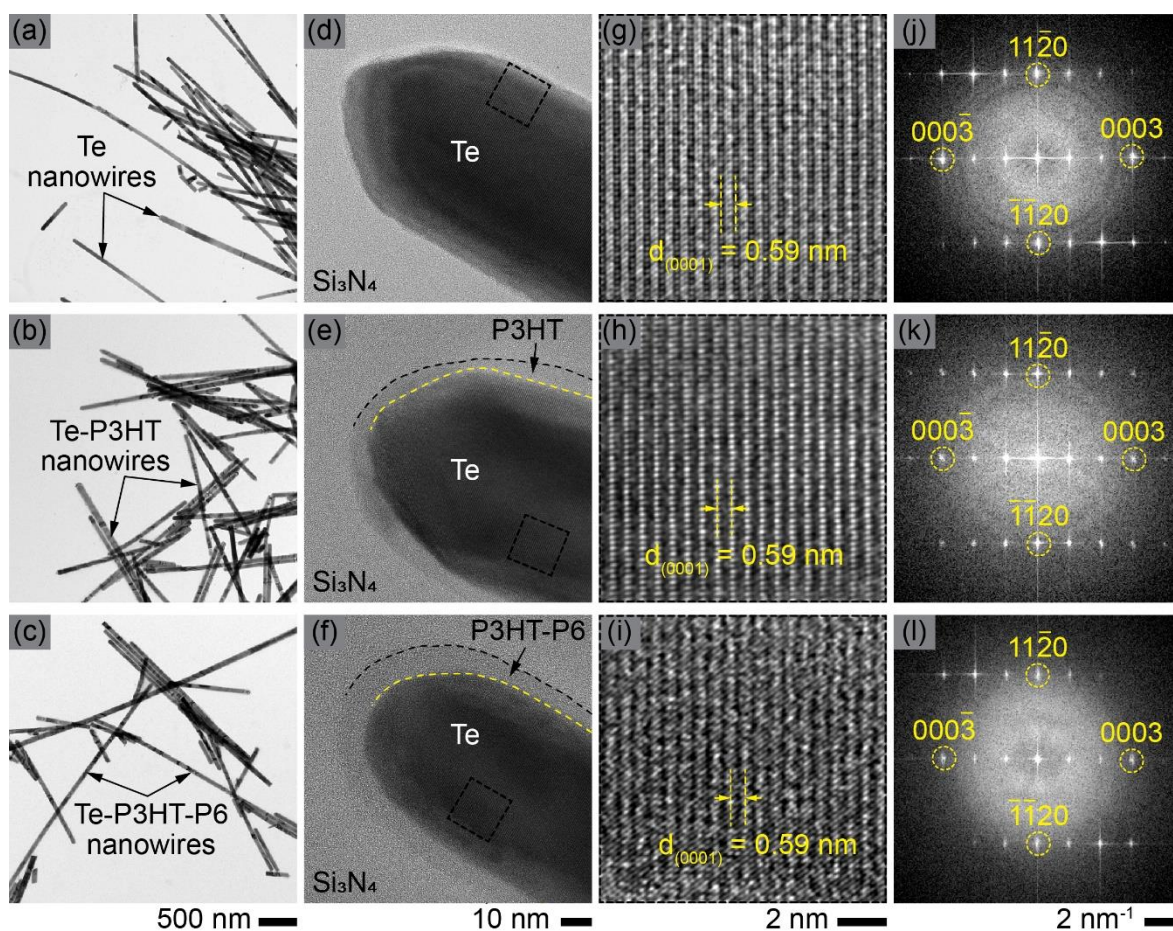 (a)
Te
nanowires
(d)
Te
Si₃N₄
(g)
d(0001) = 0.59 nm
(j)
112̅0
0003̅
0003
1̅1̅20
(b)
Te-P3HT
nanowires
(e)
P3HT
Te
Si₃N₄
(h)
d(0001) = 0.59 nm
(k)
112̅0
0003̅
0003
1̅1̅20
(c)
Te-P3HT-P6
nanowires
(f)
P3HT-P6
Te
Si₃N₄
(i)
d(0001) = 0.59 nm
(l)
112̅0
0003̅
0003
1̅1̅20
500 nm
10 nm
2 nm
2 nm⁻¹